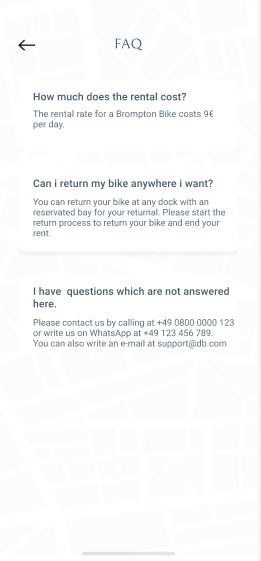 FAQ
How much does the rental cost?
The rental rate for a Brompton Bike costs 9€
per day.
Can i return my bike anywhere i want?
You can return your bike at any dock with an
reservated bay for your returnal. Please start the
return process to return your bike and end your
rent.
I have  questions which are not answered
here.
Please contact us by calling at +49 0800 0000 123
or write us on WhatsApp at +49 123 456 789.
You can also write an e-mail at support@db.com